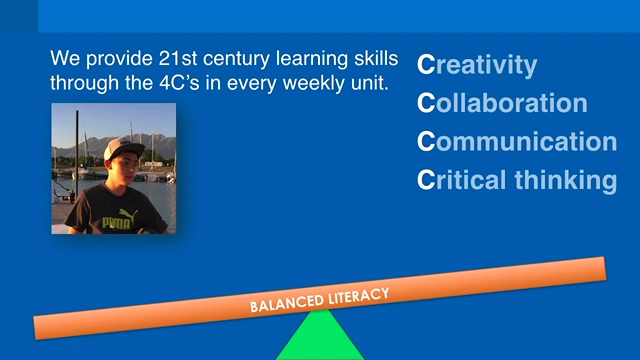 We provide 21st century learning skills
through the 4C's in every weekly unit.
Creativity
Collaboration
Communication
Critical thinking
PUMA
BALANCED LITERACY